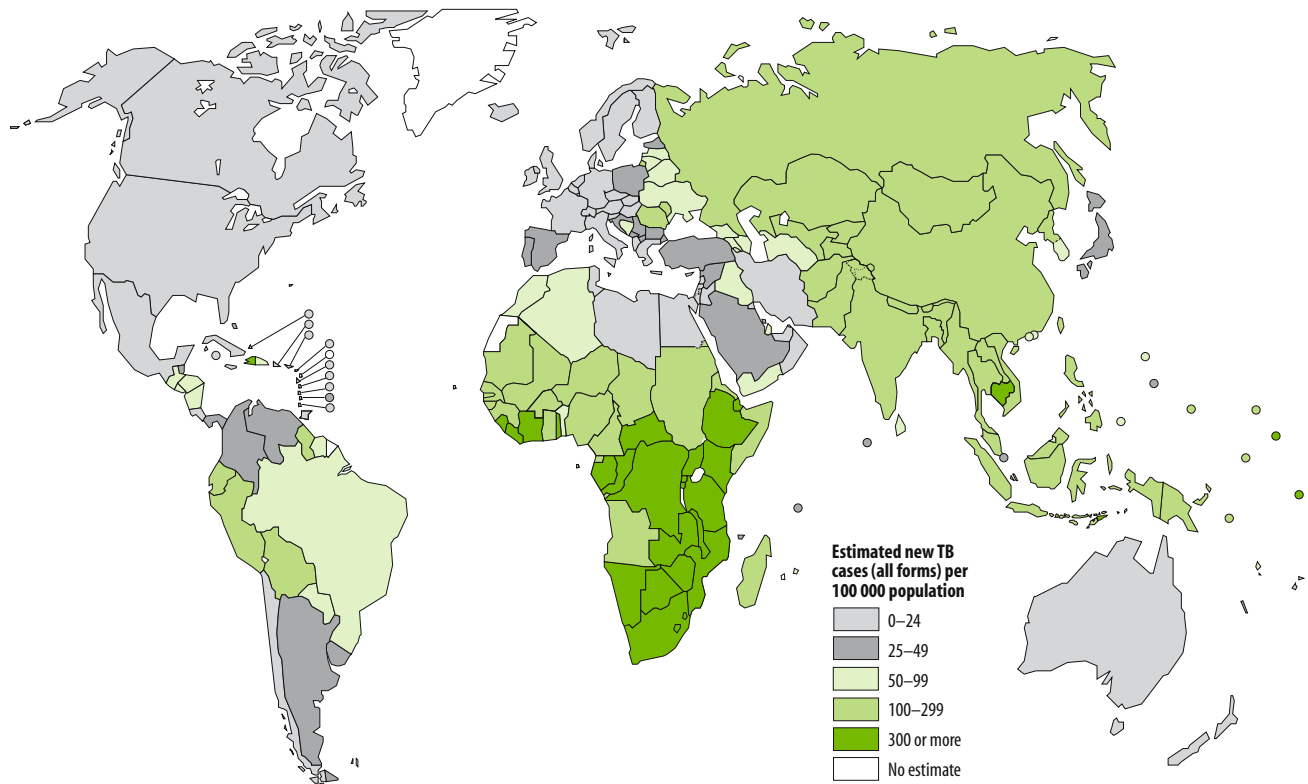 Estimated new TB
cases (all forms) per
100 000 population
0–24
25–49
50–99
100–299
300 or more
No estimate